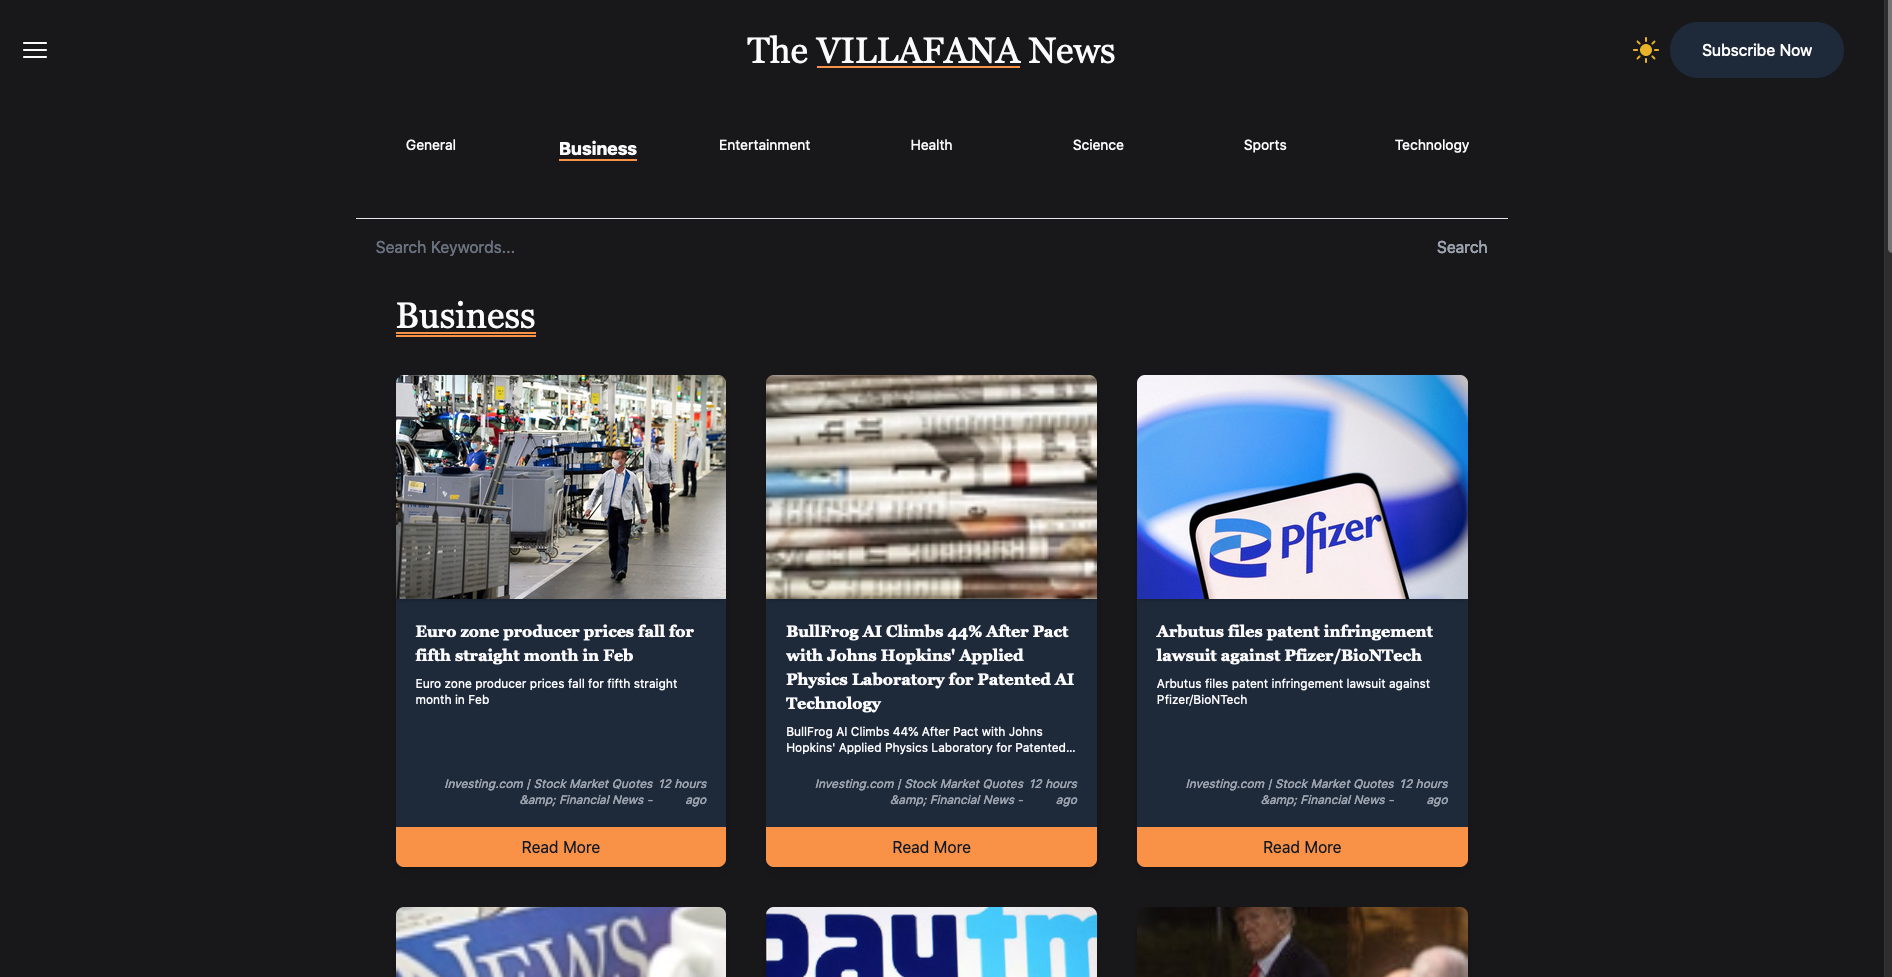 The VILLAFANA News
Subscribe Now
General
Business
Entertainment
Health
Science
Sports
Technology
Search Keywords...
Search
Business
Pfizer
Euro zone producer prices fall for
fifth straight month in Feb
Euro zone producer prices fall for fifth straight
month in Feb
Investing.com | Stock Market Quotes 12 hours
&amp; Financial News - ago
Read More
BullFrog AI Climbs 44% After Pact
with Johns Hopkins' Applied
Physics Laboratory for Patented AI
Technology
BullFrog AI Climbs 44% After Pact with Johns
Hopkins' Applied Physics Laboratory for Patented...
Investing.com | Stock Market Quotes 12 hours
&amp; Financial News - ago
Read More
Arbutus files patent infringement
lawsuit against Pfizer/BioNTech
Arbutus files patent infringement lawsuit against
Pfizer/BioNTech
Investing.com | Stock Market Quotes 12 hours
&amp; Financial News - ago
Read More
NEWS
paytm